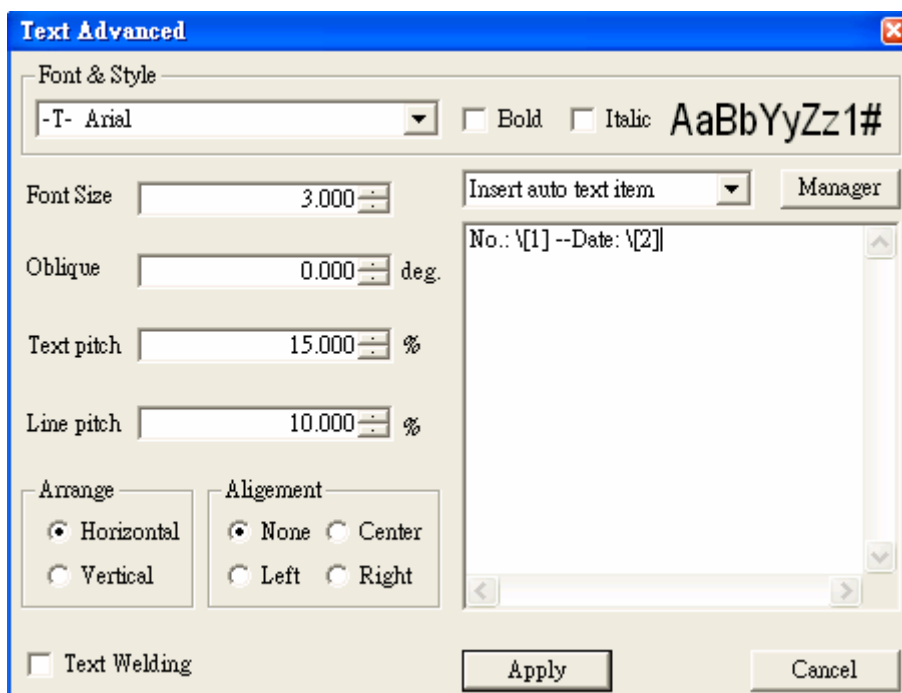 Text Advanced
Font & Style
-T- Arial
Bold
Italic
AaBbYyZz1#
Font Size
3.000
Insert auto text item
Manager
No.: \[1] --Date: \[2]
Oblique
0.000
deg.
Text pitch
15.000
%
Line pitch
10.000
%
Arrange
Horizontal
Vertical
Aligement
None
Center
Left
Right
Text Welding
Apply
Cancel